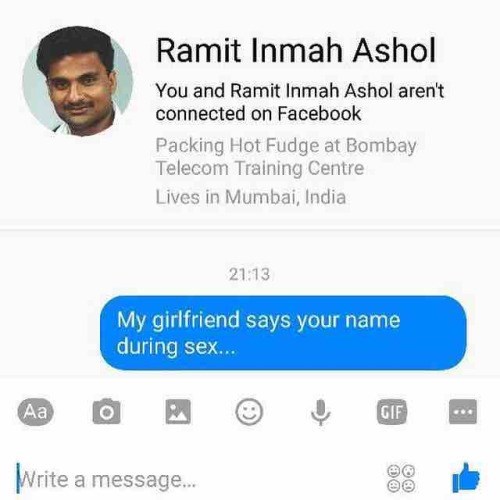 Ramit Inmah Ashol
You and Ramit Inmah Ashol aren't
connected on Facebook
Packing Hot Fudge at Bombay
Telecom Training Centre
Lives in Mumbai, India
21:13
My girlfriend says your name
during sex...
Aa
GIF
Write a message...